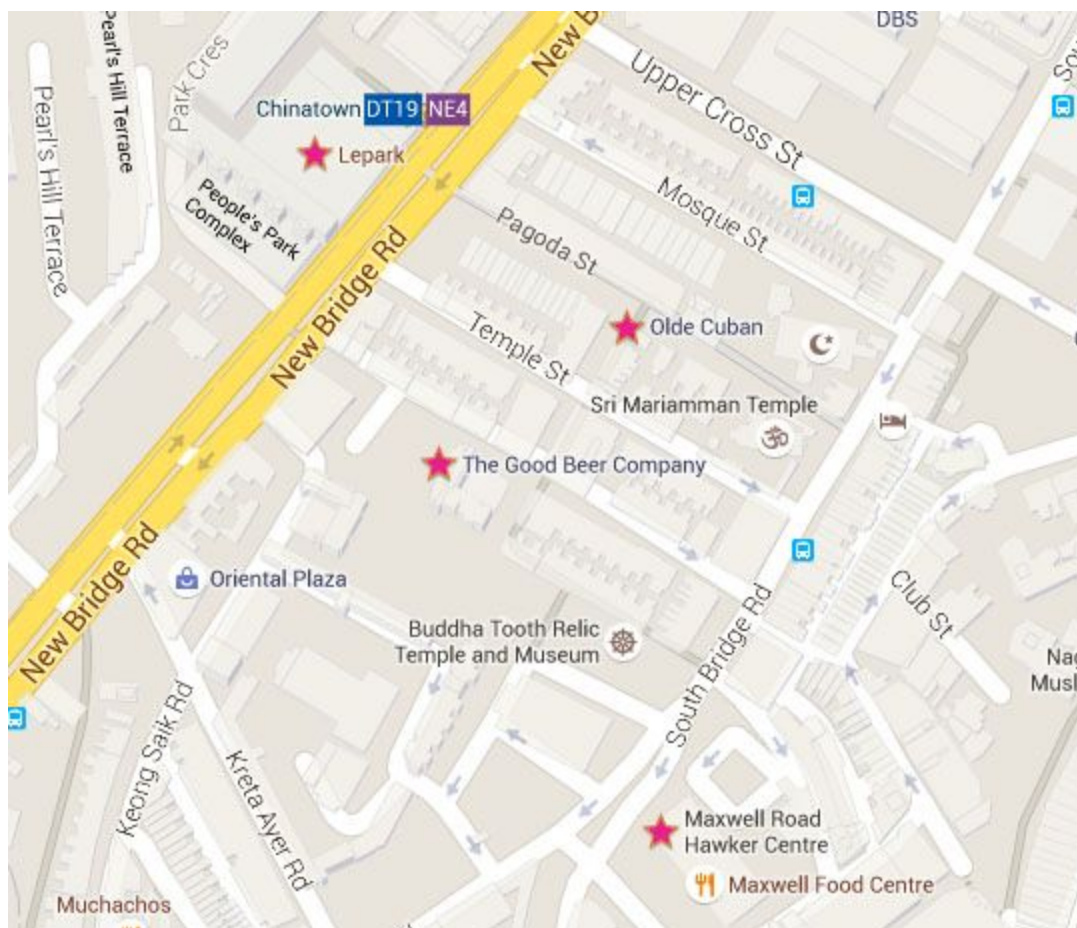 DBS
New B
Upper Cross St
Sou
Pearl's Hill Terrace
Pearl's Hill Terrace
Park Cres
Chinatown DT19 NE4
Lepark
People's Park
Complex
Mosque St
Pagoda St
New Bridge Rd
Temple St
Olde Cuban
Sri Mariamman Temple
The Good Beer Company
New Bridge Rd
Oriental Plaza
Club St
Buddha Tooth Relic
Temple and Museum
South Bridge Rd
Nag
Musl
Keong Saik Rd
Kreta Ayer Rd
Maxwell Road
Hawker Centre
Maxwell Food Centre
Muchachos